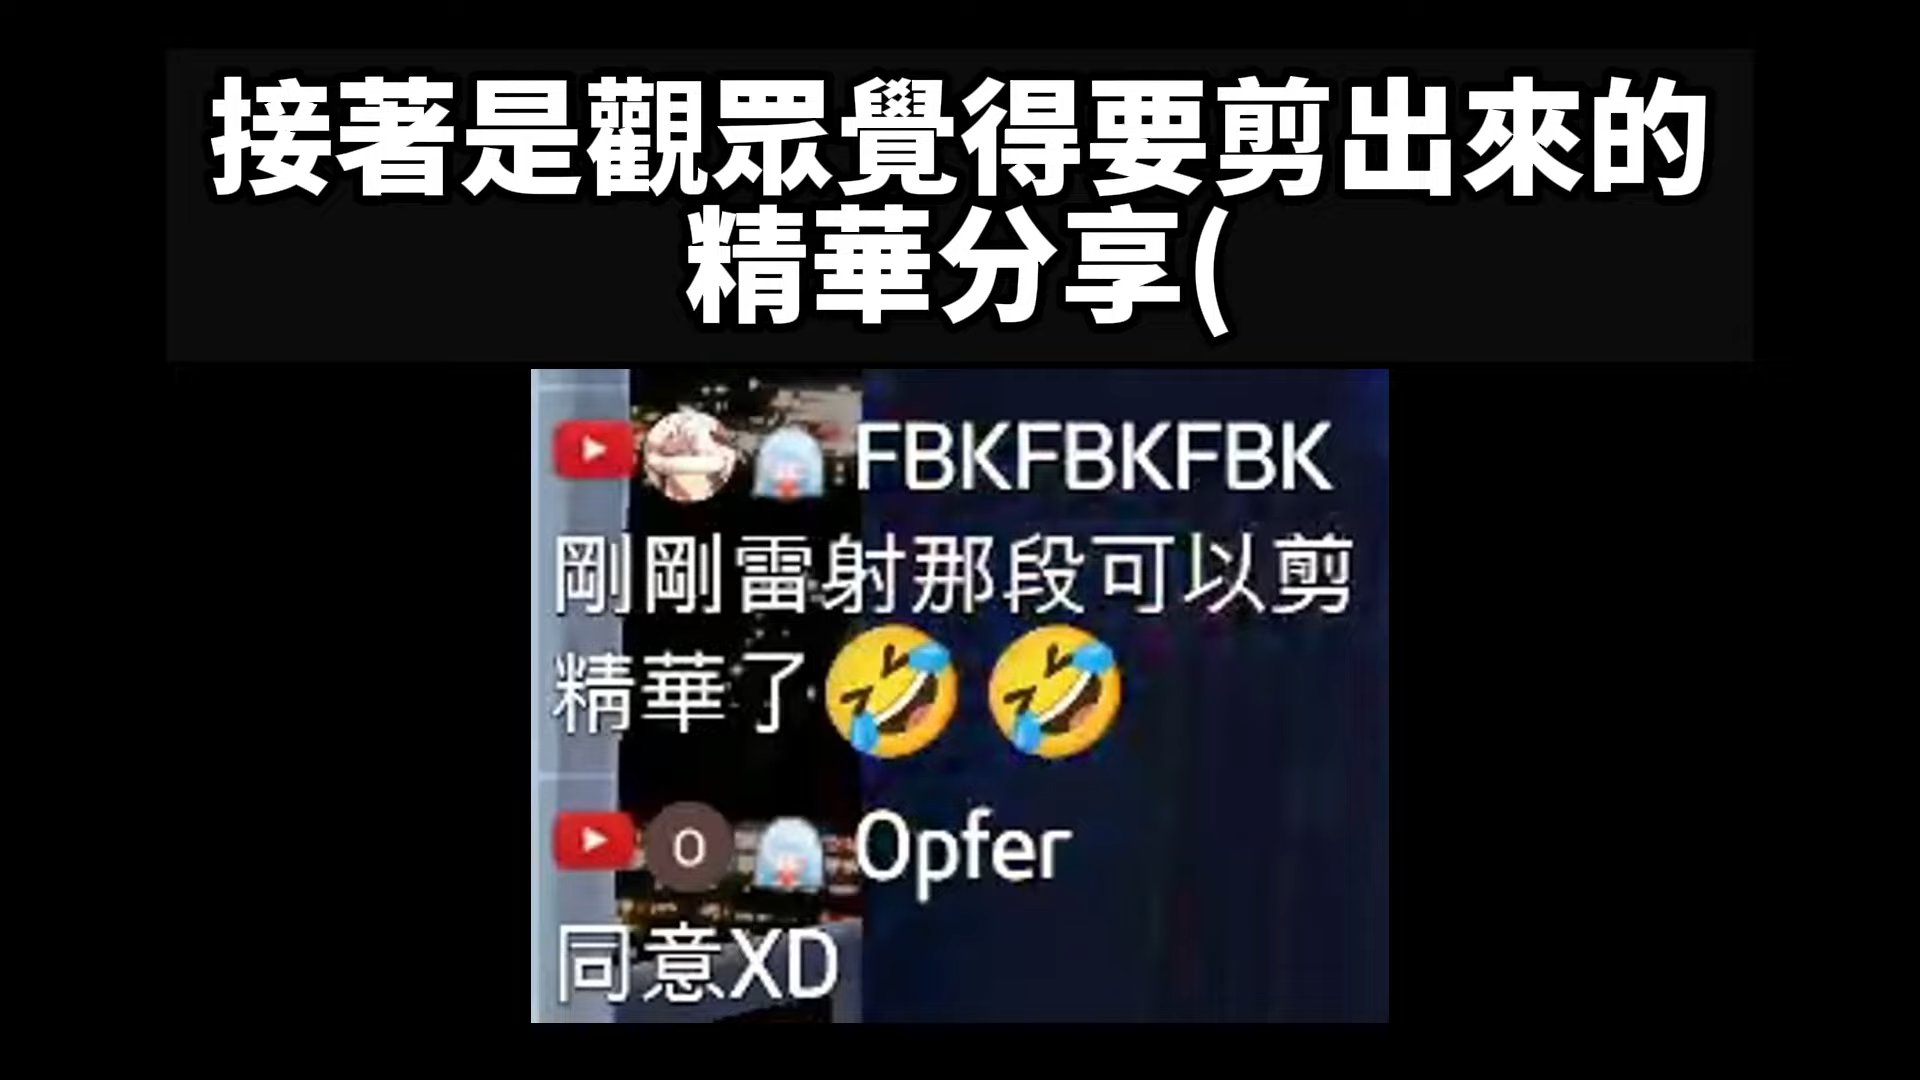 接著是觀眾覺得要剪出來的
精華分享(
FBKFBKFBK
剛剛雷射那段可以剪
精華了🤣 🤣
O Opfer
同意XD